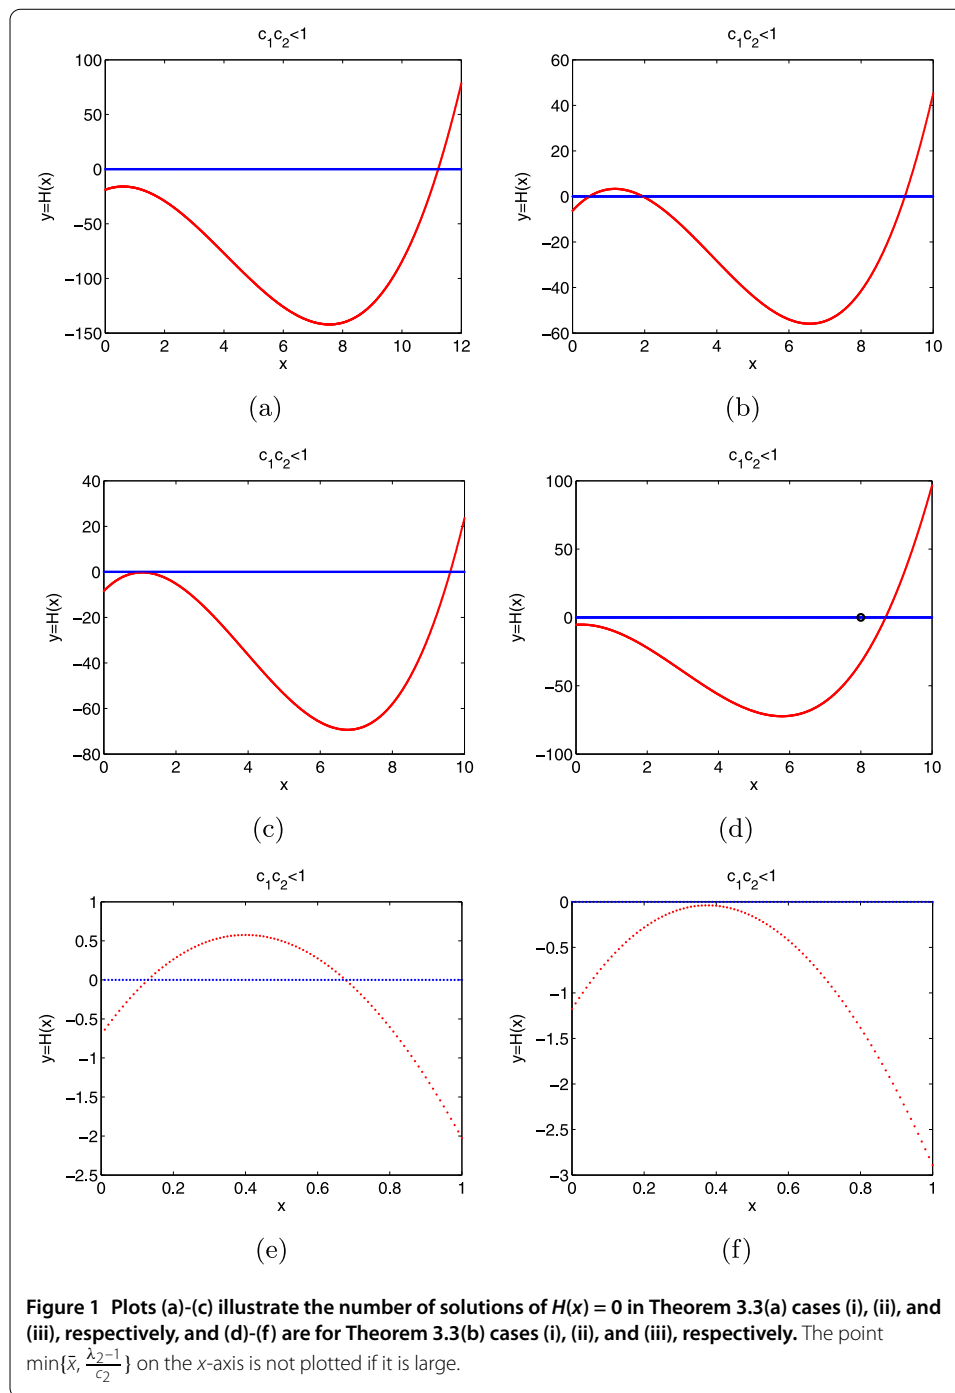 c₁c₂<1
100
50
0
−50
−100
−150
y=H(x)
0 2 4 6 8 10 12
x
(a)
c₁c₂<1
60
40
20
0
−20
−40
−60
y=H(x)
0 2 4 6 8 10
x
(b)
c₁c₂<1
40
20
0
−20
−40
−60
−80
y=H(x)
0 2 4 6 8 10
x
(c)
c₁c₂<1
100
50
0
−50
−100
y=H(x)
0 2 4 6 8 10
x
(d)
c₁c₂<1
1
0.5
0
−0.5
−1
−1.5
−2
−2.5
y=H(x)
0 0.2 0.4 0.6 0.8 1
x
(e)
c₁c₂<1
0
−0.5
−1
−1.5
−2
−2.5
−3
y=H(x)
0 0.2 0.4 0.6 0.8 1
x
(f)
Figure 1 Plots (a)-(c) illustrate the number of solutions of H(x) = 0 in Theorem 3.3(a) cases (i), (ii), and
(iii), respectively, and (d)-(f) are for Theorem 3.3(b) cases (i), (ii), and (iii), respectively. The point
min{x̄, (λ₂−1)/c₂} on the x-axis is not plotted if it is large.